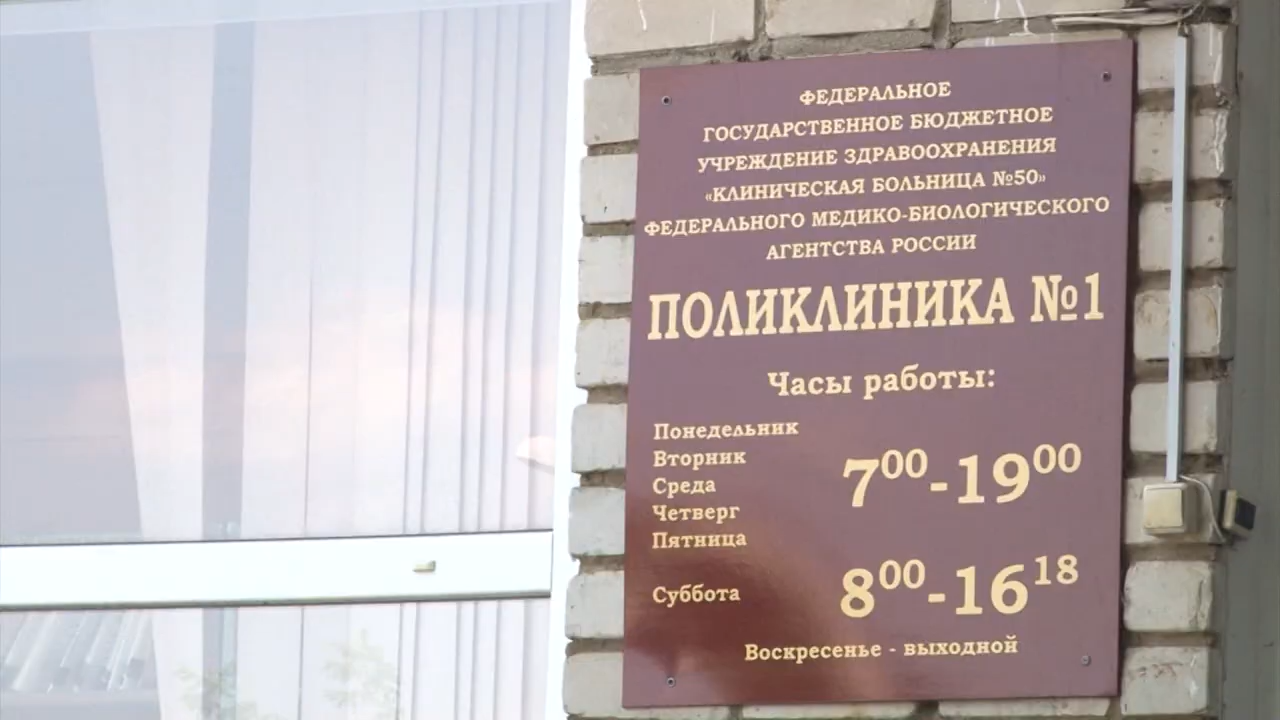 ФЕДЕРАЛЬНОЕ
ГОСУДАРСТВЕННОЕ БЮДЖЕТНОЕ
УЧРЕЖДЕНИЕ ЗДРАВООХРАНЕНИЯ
«КЛИНИЧЕСКАЯ БОЛЬНИЦА №50»
ФЕДЕРАЛЬНОГО МЕДИКО-БИОЛОГИЧЕСКОГО
АГЕНТСТВА РОССИИ
ПОЛИКЛИНИКА №1
Часы работы:
Понедельник
Вторник
Среда
Четверг
Пятница
7⁰⁰-19⁰⁰
Суббота 8⁰⁰-16¹⁸
Воскресенье - выходной